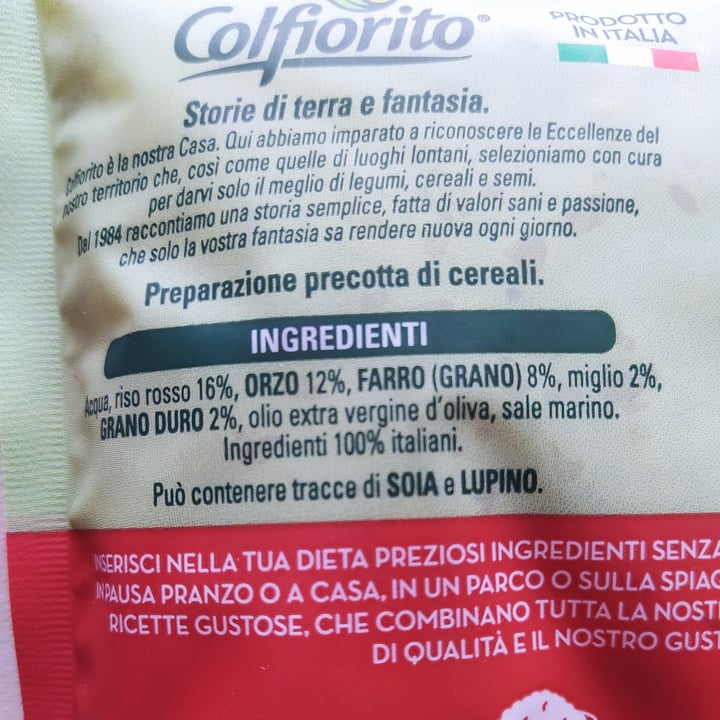 Colfiorito®
PRODOTTO
IN ITALIA
Storie di terra e fantasia.
Colfiorito è la nostra Casa. Qui abbiamo imparato a riconoscere le Eccellenze del
nostro territorio che, così come quelle di luoghi lontani, selezioniamo con cura
per darvi solo il meglio di legumi, cereali e semi.
Dal 1984 raccontiamo una storia semplice, fatta di valori sani e passione,
che solo la vostra fantasia sa rendere nuova ogni giorno.
Preparazione precotta di cereali.
INGREDIENTI
Acqua, riso rosso 16%, ORZO 12%, FARRO (GRANO) 8%, miglio 2%,
GRANO DURO 2%, olio extra vergine d'oliva, sale marino.
Ingredienti 100% italiani.
Può contenere tracce di SOIA e LUPINO.
INSERISCI NELLA TUA DIETA PREZIOSI INGREDIENTI SENZA
IN PAUSA PRANZO O A CASA, IN UN PARCO O SULLA SPIAG
RICETTE GUSTOSE, CHE COMBINANO TUTTA LA NOST
DI QUALITÀ E IL NOSTRO GUST